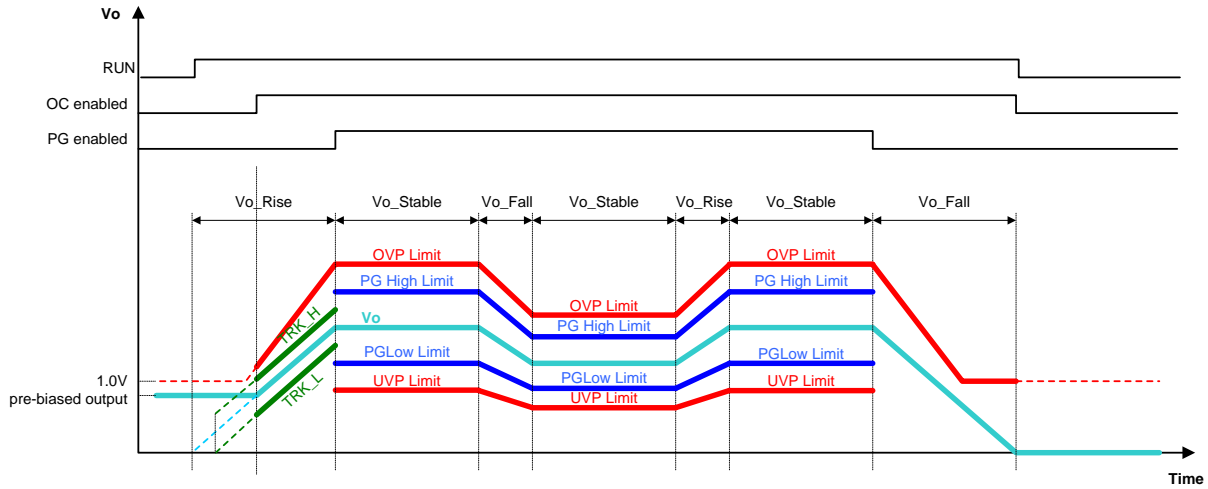 Vo
RUN
OC enabled
PG enabled
Vo_Rise
Vo_Stable
Vo_Fall
Vo_Stable
Vo_Rise
Vo_Stable
Vo_Fall
OVP Limit
OVP Limit
PG High Limit
PG High Limit
OVP Limit
TRK_H
Vo
PG High Limit
PGLow Limit
PGLow Limit
1.0V
TRK_L
UVP Limit
PGLow Limit
UVP Limit
pre-biased output
UVP Limit
Time